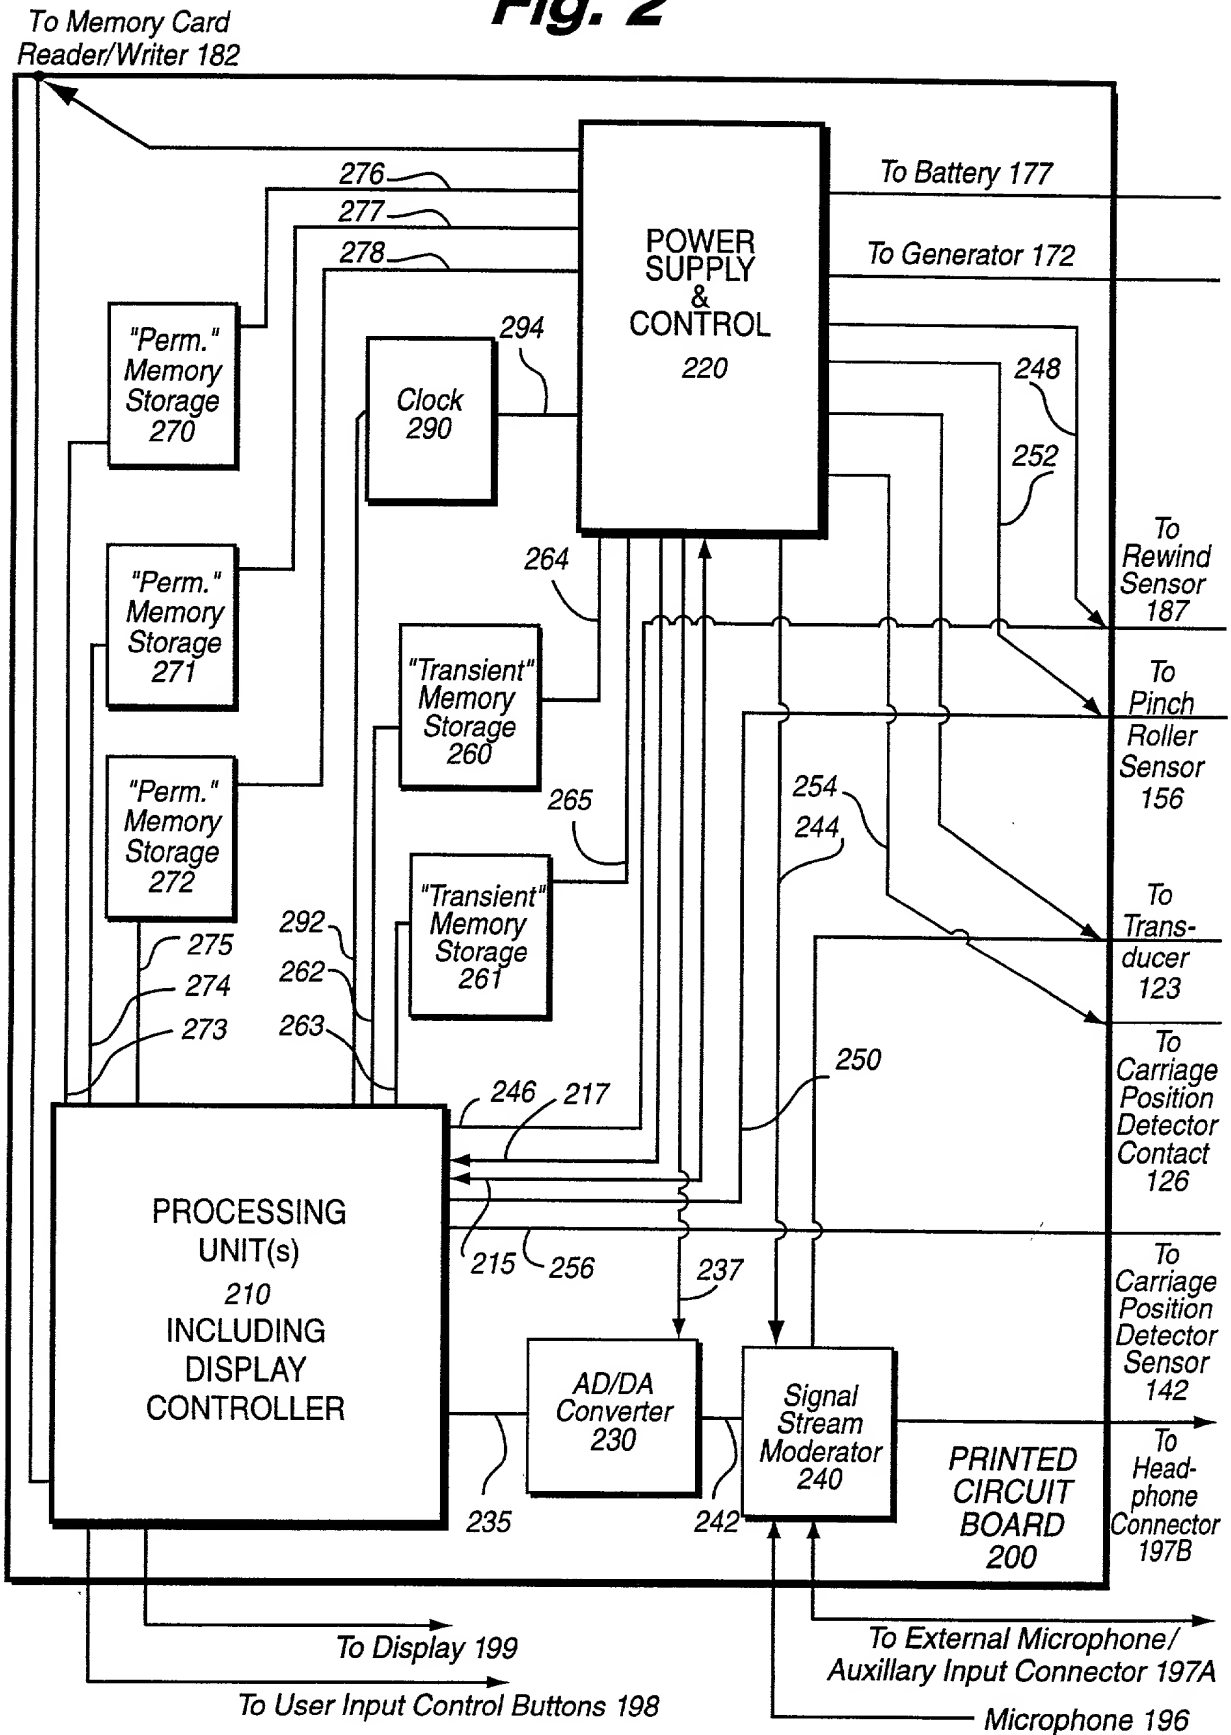 Fig. 2
To Memory Card
Reader/Writer 182
276
277
278
To Battery 177
To Generator 172
POWER
SUPPLY
&
CONTROL
220
"Perm."
Memory
Storage
270
Clock
290
294
248
252
"Perm."
Memory
Storage
271
264
To
Rewind
Sensor
187
"Transient"
Memory
Storage
260
To
Pinch
Roller
Sensor
156
"Perm."
Memory
Storage
272
265
254
244
"Transient"
Memory
Storage
261
To
Trans-
ducer
123
275
274
273
292
262
263
246
217
250
To
Carriage
Position
Detector
Contact
126
PROCESSING
UNIT(s)
210
INCLUDING
DISPLAY
CONTROLLER
215
256
237
To
Carriage
Position
Detector
Sensor
142
AD/DA
Converter
230
Signal
Stream
Moderator
240
235
242
PRINTED
CIRCUIT
BOARD
200
To
Head-
phone
Connector
197B
To Display 199
To External Microphone/
Auxillary Input Connector 197A
To User Input Control Buttons 198
Microphone 196